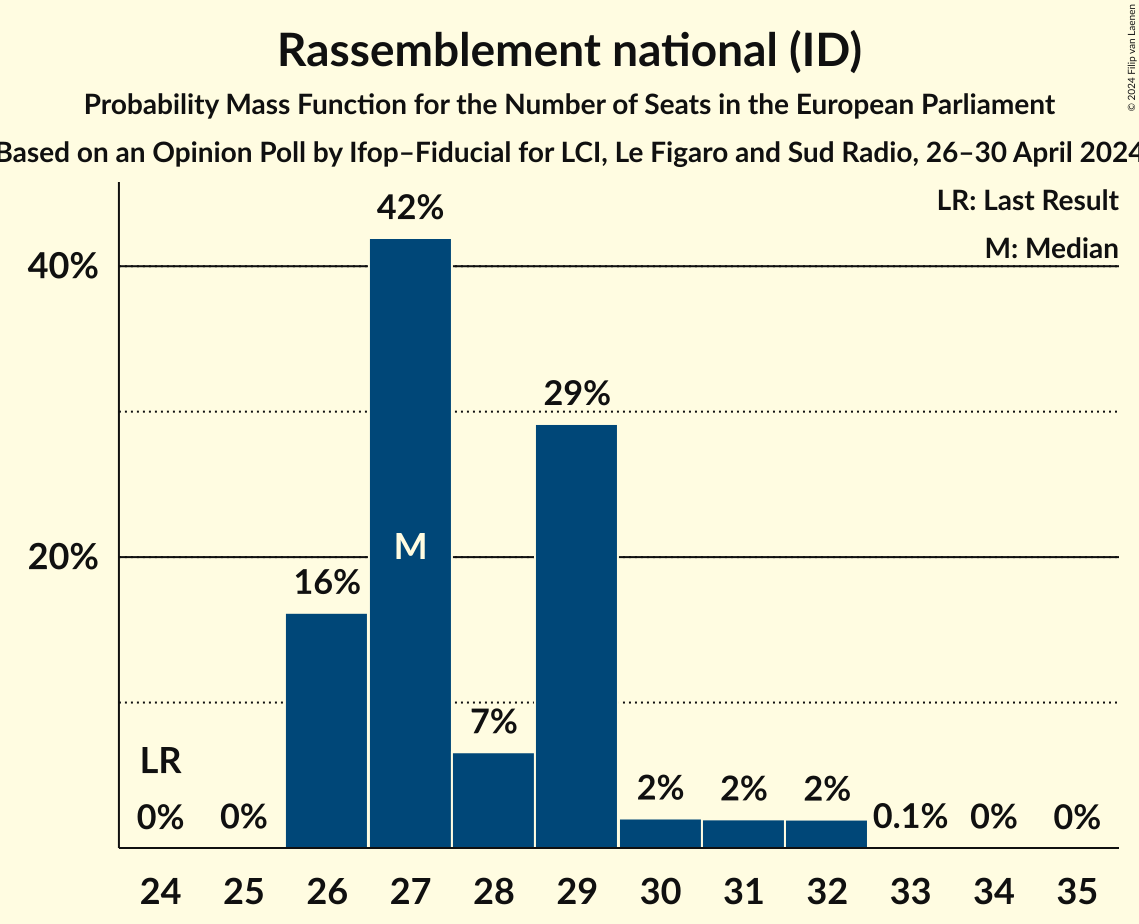 Rassemblement national (ID)
Probability Mass Function for the Number of Seats in the European Parliament
Based on an Opinion Poll by Ifop–Fiducial for LCI, Le Figaro and Sud Radio, 26–30 April 2024
© 2024 Filip van Laenen
LR: Last Result
M: Median
40%
20%
42%
29%
M
16%
7%
LR
0%
0%
2%
2%
2%
0.1%
0%
0%
24 25 26 27 28 29 30 31 32 33 34 35